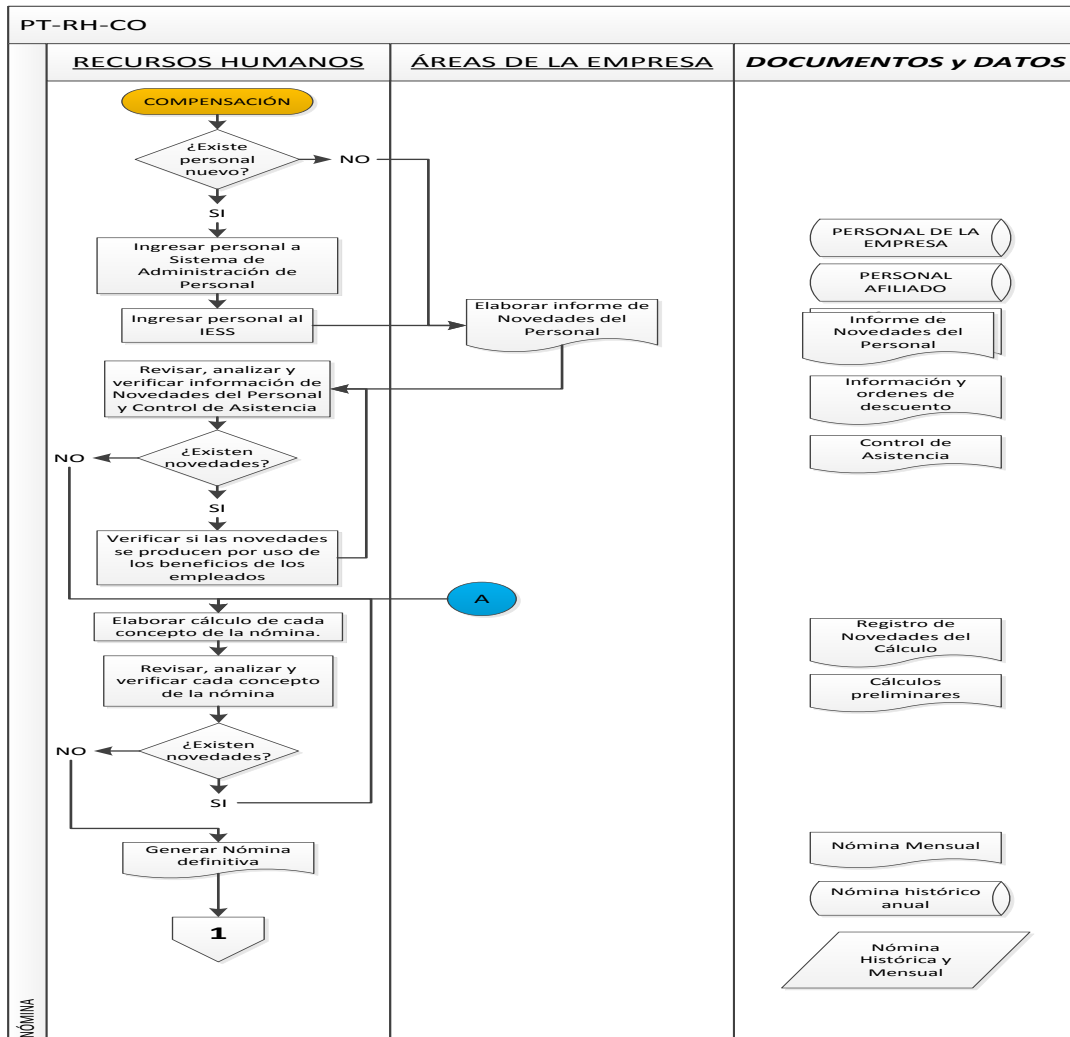 PT-RH-CO
RECURSOS HUMANOS
ÁREAS DE LA EMPRESA
DOCUMENTOS y DATOS
COMPENSACIÓN
¿Existe
personal
nuevo?
NO
SI
Ingresar personal a
Sistema de
Administración de
Personal
Ingresar personal al
IESS
Elaborar informe de
Novedades del
Personal
Revisar, analizar y
verificar información de
Novedades del Personal
y Control de Asistencia
¿Existen
novedades?
NO
SI
Verificar si las novedades
se producen por uso de
los beneficios de los
empleados
A
Elaborar cálculo de cada
concepto de la nómina.
Revisar, analizar y
verificar cada concepto
de la nómina
¿Existen
novedades?
NO
SI
Generar Nómina
definitiva
1
PERSONAL DE LA
EMPRESA
PERSONAL
AFILIADO
Informe de
Novedades del
Personal
Información y
ordenes de
descuento
Control de
Asistencia
Registro de
Novedades del
Cálculo
Cálculos
preliminares
Nómina Mensual
Nómina histórico
anual
Nómina
Histórica y
Mensual
NÓMINA